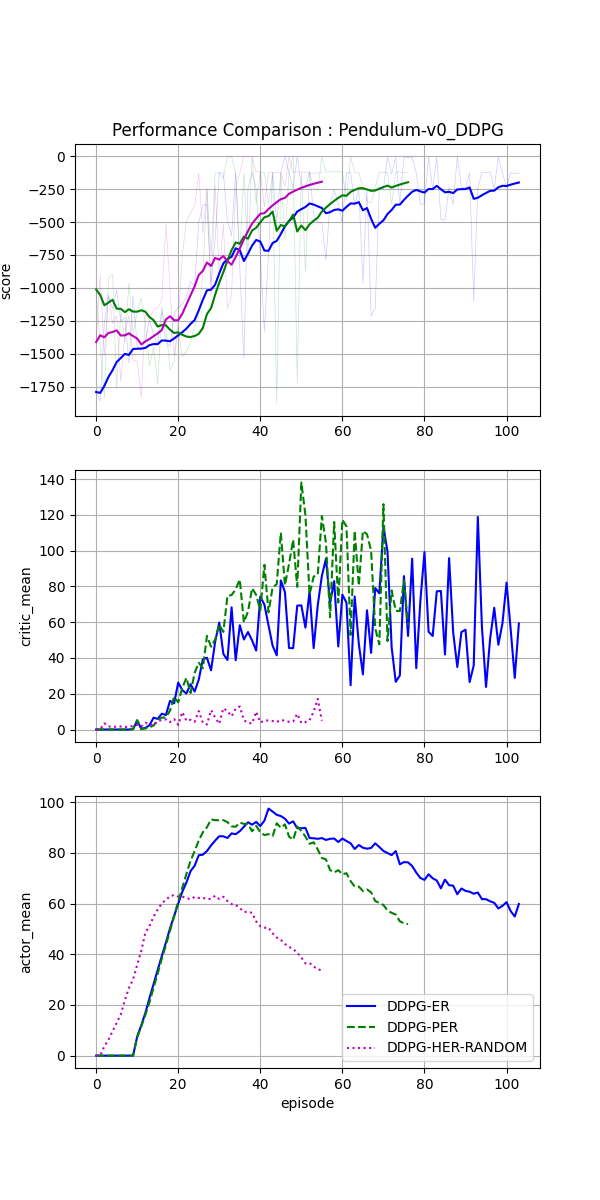 Performance Comparison : Pendulum-v0_DDPG
0
−250
−500
−750
−1000
−1250
−1500
−1750
score
0 20 40 60 80 100
140
120
100
80
60
40
20
0
critic_mean
0 20 40 60 80 100
100
80
60
40
20
0
actor_mean
DDPG-ER
DDPG-PER
DDPG-HER-RANDOM
0 20 40 60 80 100
episode